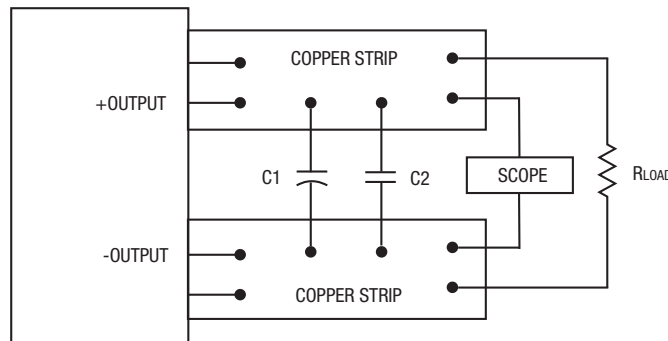 COPPER STRIP
+OUTPUT
C1
C2
SCOPE
RLOAD
-OUTPUT
COPPER STRIP